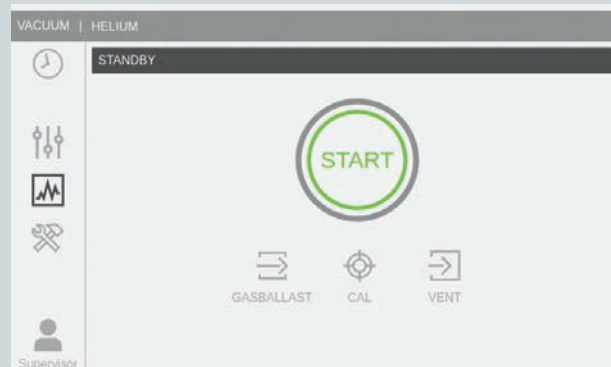 VACUUM | HELIUM
STANDBY
START
GASBALLAST CAL VENT
Supervisor